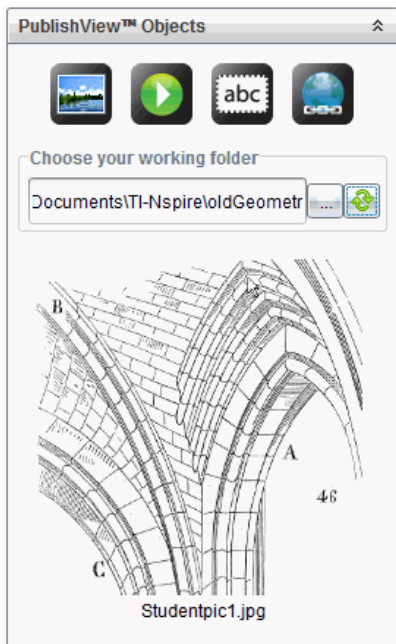 PublishView™ Objects
abc
Choose your working folder
Documents\TI-Nspire\oldGeometr
...
B
A
46
C
Studentpic1.jpg